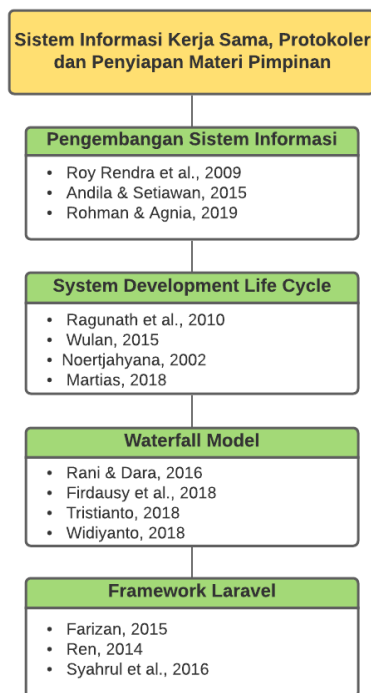 Sistem Informasi Kerja Sama, Protokoler
dan Penyiapan Materi Pimpinan
Pengembangan Sistem Informasi
• Roy Rendra et al., 2009
• Andila & Setiawan, 2015
• Rohman & Agnia, 2019
System Development Life Cycle
• Ragunath et al., 2010
• Wulan, 2015
• Noertjahyana, 2002
• Martias, 2018
Waterfall Model
• Rani & Dara, 2016
• Firdausy et al., 2018
• Tristianto, 2018
• Widiyanto, 2018
Framework Laravel
• Farizan, 2015
• Ren, 2014
• Syahrul et al., 2016